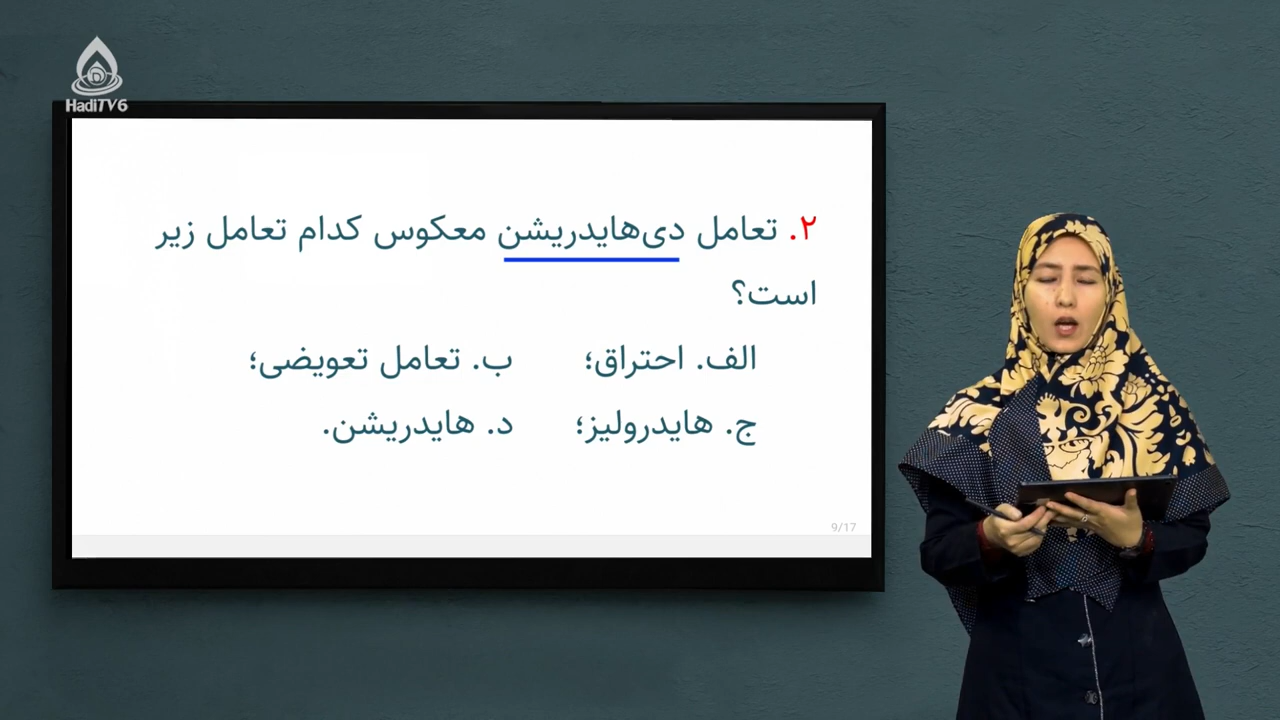 HadiTV6
۲. تعامل دی‌هایدریشن معکوس کدام تعامل زیر
است؟
الف. احتراق؛ ب. تعامل تعویضی؛
ج. هایدرولیز؛ د. هایدریشن.
9/17